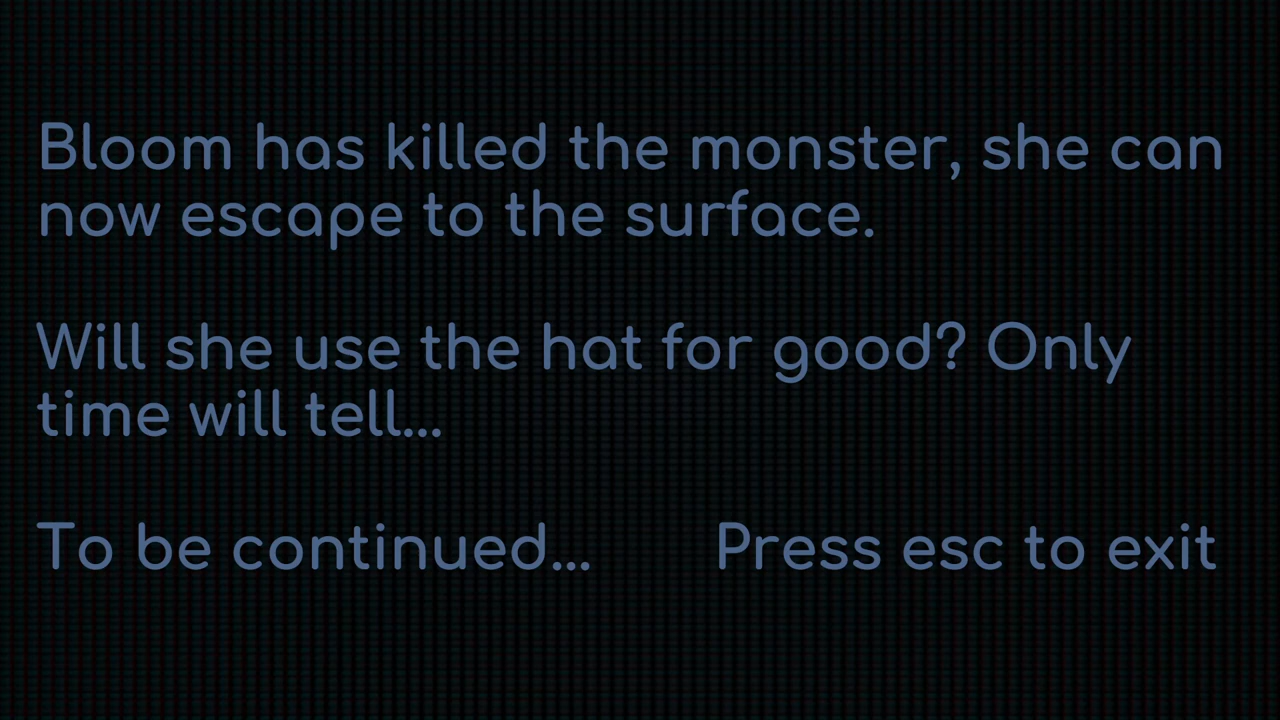 Bloom has killed the monster, she can
now escape to the surface.
Will she use the hat for good? Only
time will tell...
To be continued... Press esc to exit